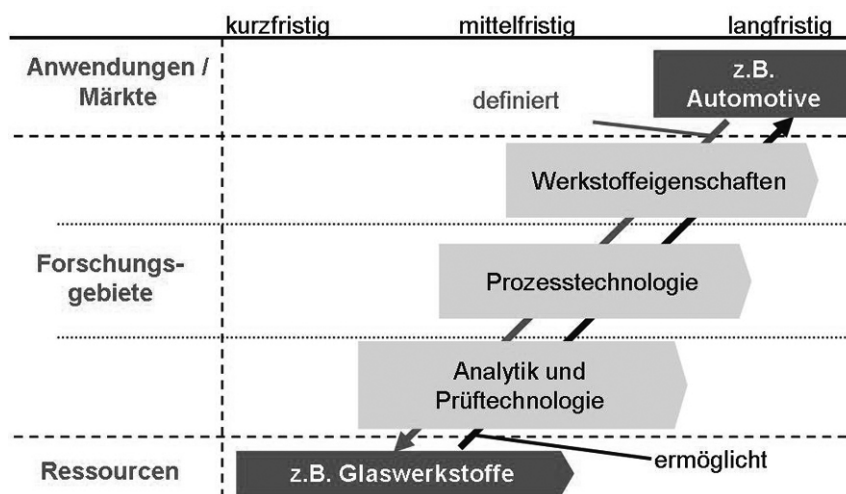 kurzfristig mittelfristig langfristig
Anwendungen /
Märkte
z.B.
Automotive
definiert
Werkstoffeigenschaften
Forschungs-
gebiete
Prozesstechnologie
Analytik und
Prüftechnologie
Ressourcen
z.B. Glaswerkstoffe
ermöglicht